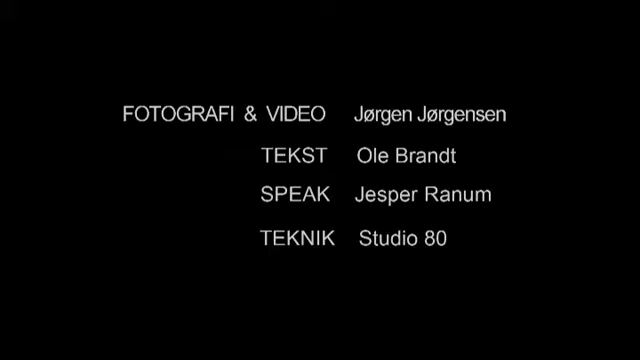 FOTOGRAFI & VIDEO Jørgen Jørgensen
TEKST Ole Brandt
SPEAK Jesper Ranum
TEKNIK Studio 80